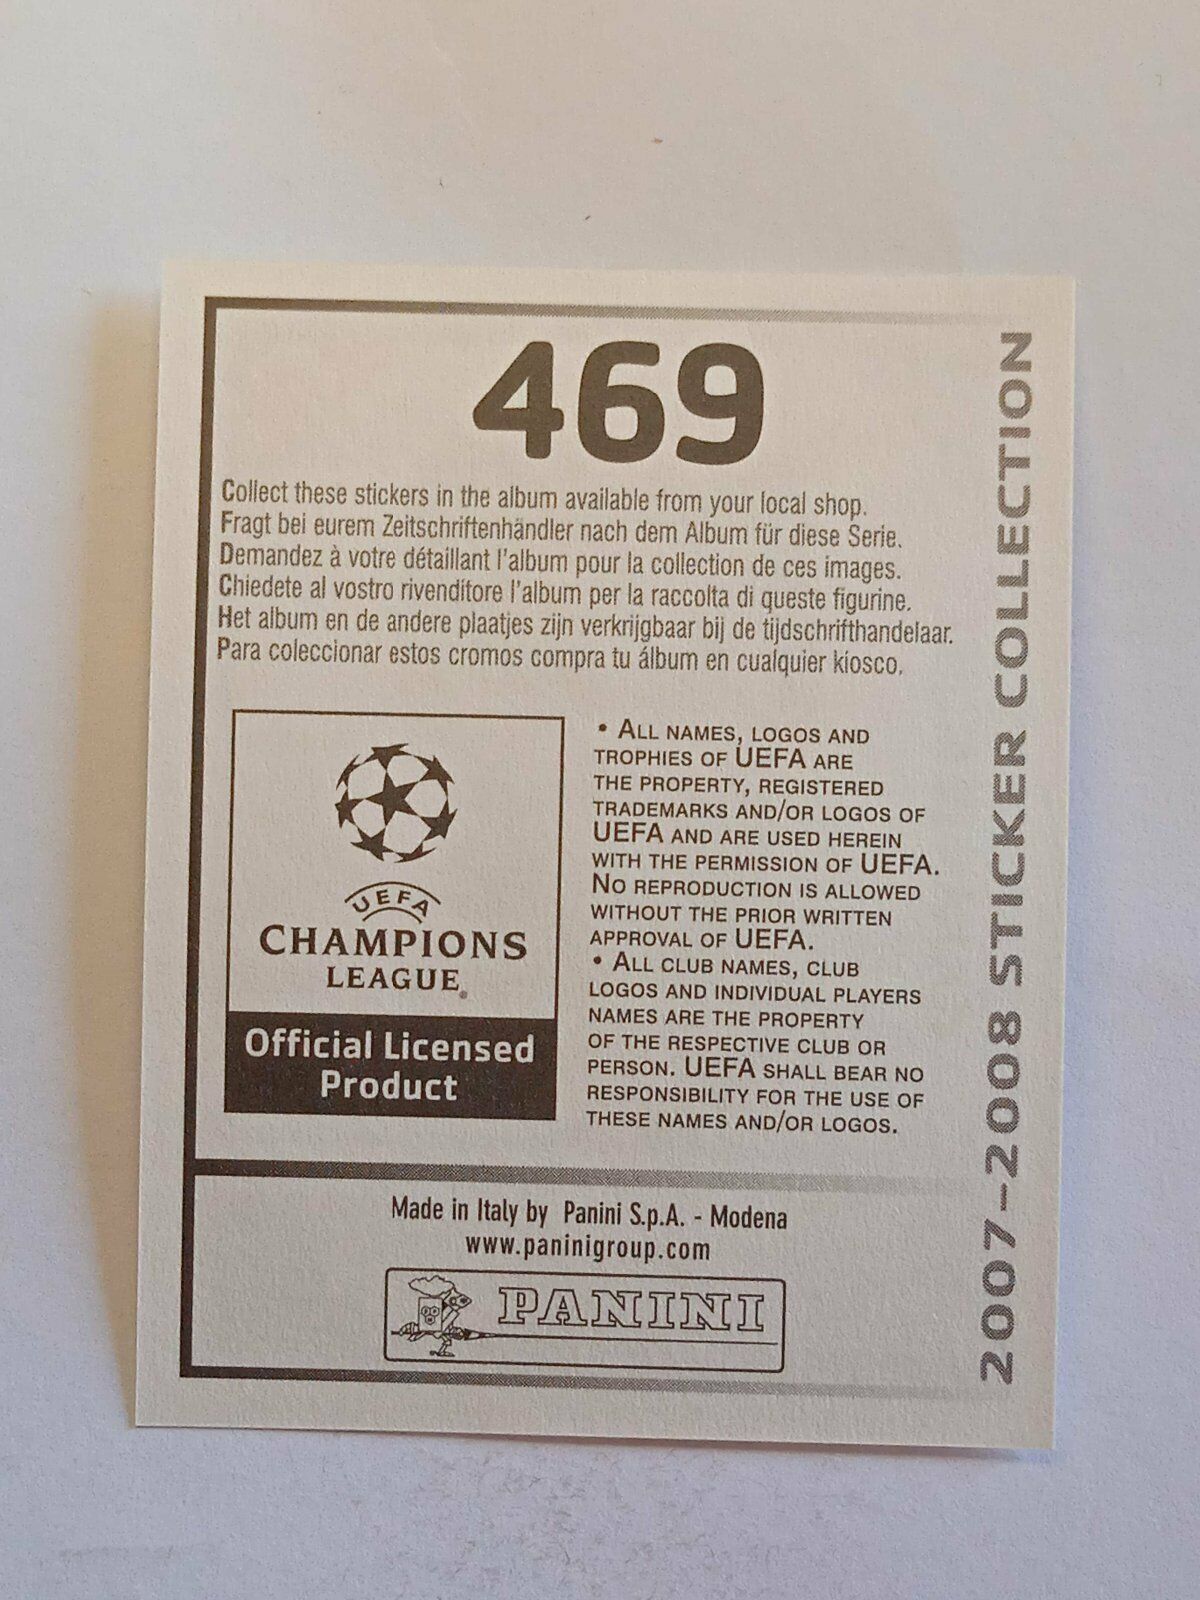 469
Collect these stickers in the album available from your local shop.
Fragt bei eurem Zeitschriftenhändler nach dem Album für diese Serie.
Demandez à votre détaillant l'album pour la collection de ces images.
Chiedete al vostro rivenditore l'album per la raccolta di queste figurine.
Het album en de andere plaatjes zijn verkrijgbaar bij de tijdschrifthandelaar.
Para coleccionar estos cromos compra tu álbum en cualquier kiosco.
UEFA
CHAMPIONS
LEAGUE®
Official Licensed
Product
• ALL NAMES, LOGOS AND
TROPHIES OF UEFA ARE
THE PROPERTY, REGISTERED
TRADEMARKS AND/OR LOGOS OF
UEFA AND ARE USED HEREIN
WITH THE PERMISSION OF UEFA.
NO REPRODUCTION IS ALLOWED
WITHOUT THE PRIOR WRITTEN
APPROVAL OF UEFA.
• ALL CLUB NAMES, CLUB
LOGOS AND INDIVIDUAL PLAYERS
NAMES ARE THE PROPERTY
OF THE RESPECTIVE CLUB OR
PERSON. UEFA SHALL BEAR NO
RESPONSIBILITY FOR THE USE OF
THESE NAMES AND/OR LOGOS.
Made in Italy by Panini S.p.A. - Modena
www.paninigroup.com
PANINI
2007-2008 STICKER COLLECTION